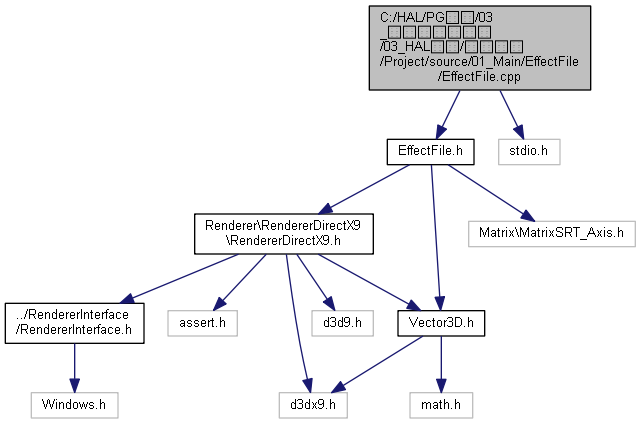 C:/HAL/PG□□/03
_□□□□□□□□
/03_HAL□□/□□□□
/Project/source/01_Main/EffectFile
/EffectFile.cpp
EffectFile.h
stdio.h
Renderer\RendererDirectX9
\RendererDirectX9.h
Matrix\MatrixSRT_Axis.h
../RendererInterface
/RendererInterface.h
assert.h
d3d9.h
Vector3D.h
Windows.h
d3dx9.h
math.h